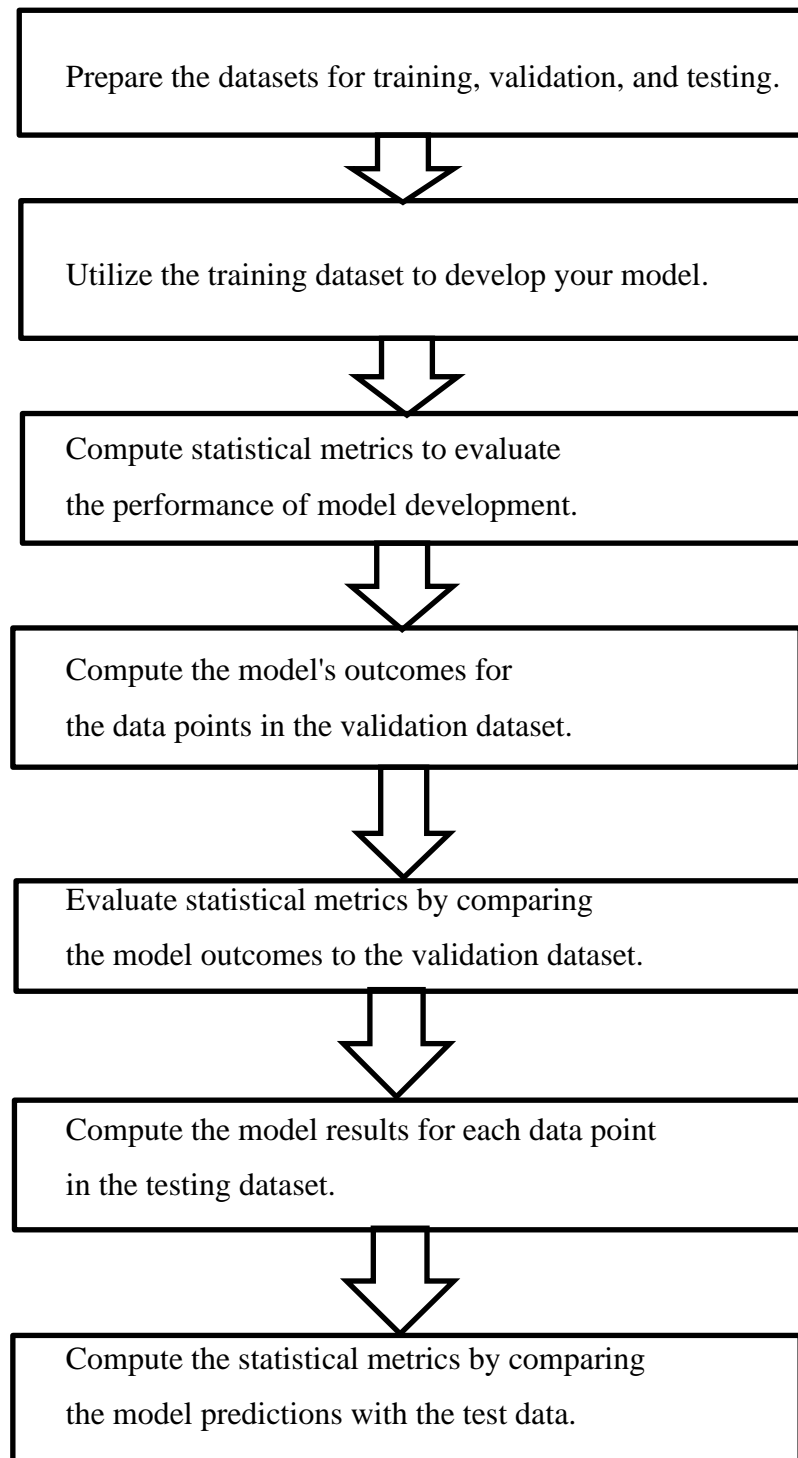 Prepare the datasets for training, validation, and testing.
Utilize the training dataset to develop your model.
Compute statistical metrics to evaluate
the performance of model development.
Compute the model's outcomes for
the data points in the validation dataset.
Evaluate statistical metrics by comparing
the model outcomes to the validation dataset.
Compute the model results for each data point
in the testing dataset.
Compute the statistical metrics by comparing
the model predictions with the test data.